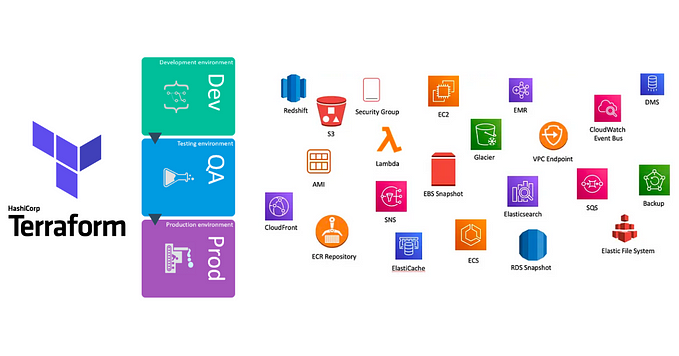 HashiCorp
Terraform
Development environment
Dev
Testing environment
QA
Production environment
Prod
Redshift
S3
Security Group
EC2
EMR
CloudWatch
Event Bus
DMS
AMI
Lambda
EBS Snapshot
Glacier
VPC Endpoint
CloudFront
ECR Repository
SNS
ElastiCache
ECS
Elasticsearch
RDS Snapshot
SQS
Backup
Elastic File System